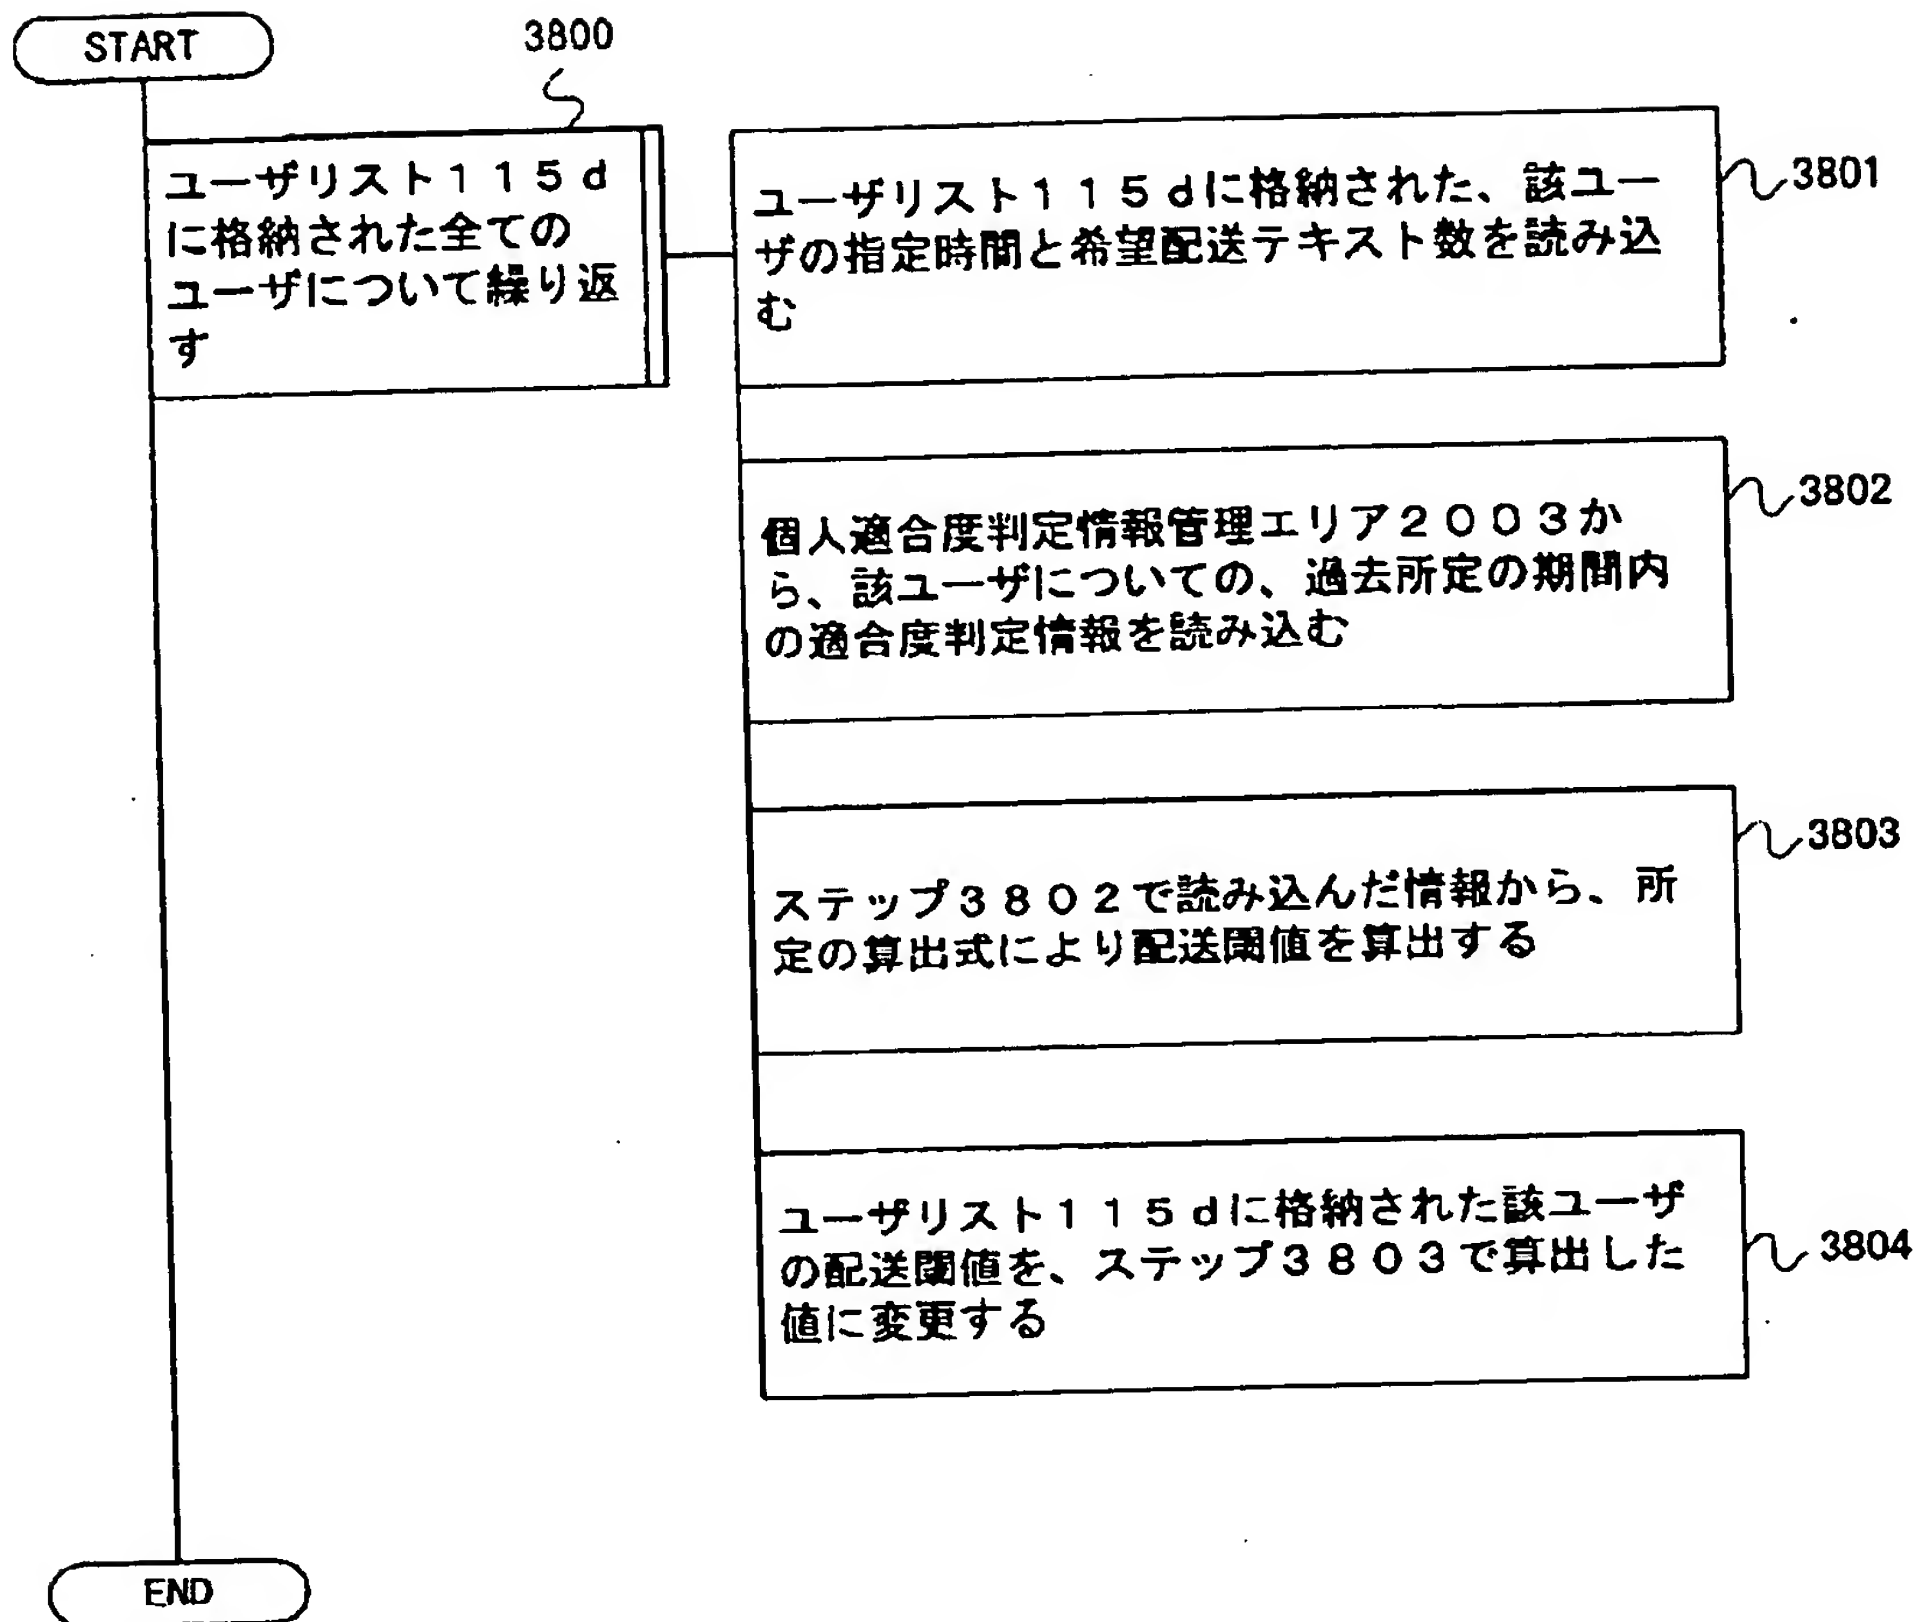 START
3800
ユーザリスト１１５ｄ
に格納された全ての
ユーザについて繰り返
す
ユーザリスト１１５ｄに格納された、該ユー
ザの指定時間と希望配送テキスト数を読み込
む
3801
個人適合度判定情報管理エリア２００３か
ら、該ユーザについての、過去所定の期間内
の適合度判定情報を読み込む
3802
ステップ３８０２で読み込んだ情報から、所
定の算出式により配送閾値を算出する
3803
ユーザリスト１１５ｄに格納された該ユーザ
の配送閾値を、ステップ３８０３で算出した
値に変更する
3804
END